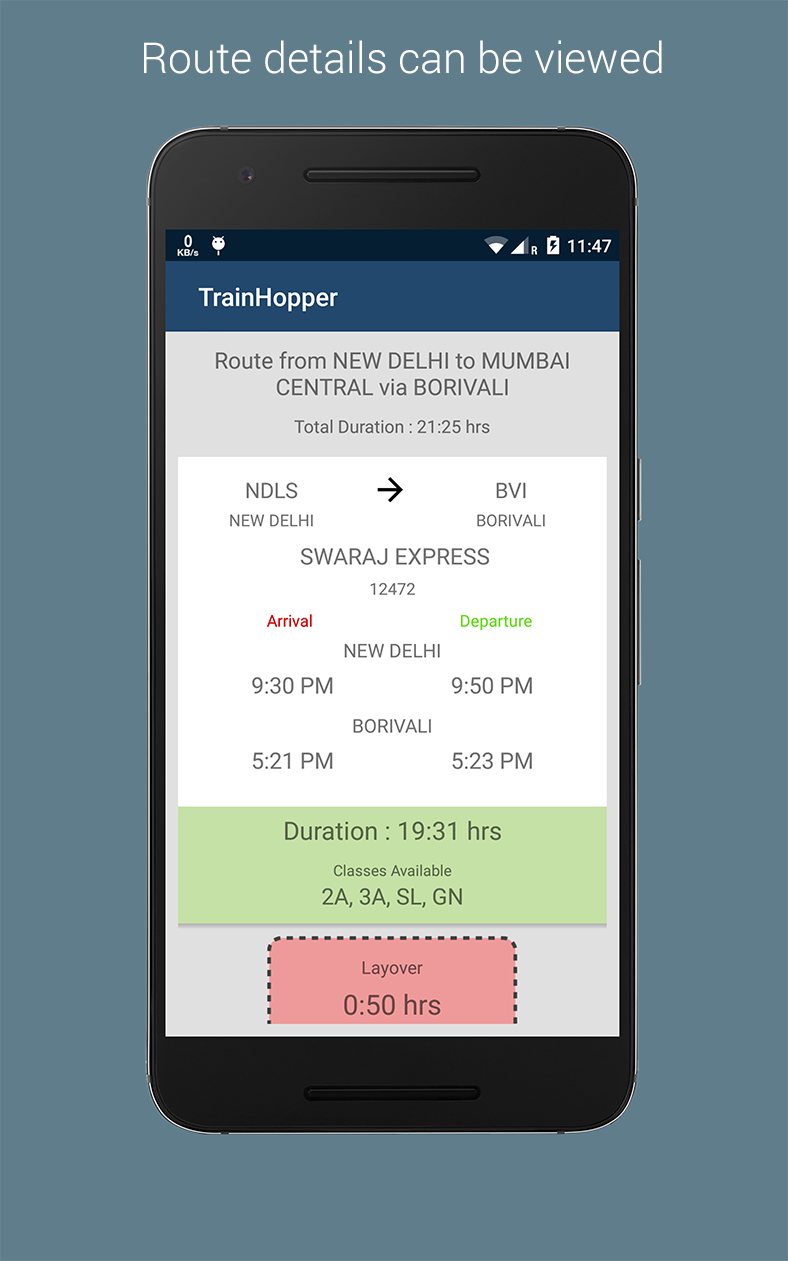 Route details can be viewed
0
KB/s
R
11:47
TrainHopper
Route from NEW DELHI to MUMBAI
CENTRAL via BORIVALI
Total Duration : 21:25 hrs
NDLS → BVI
NEW DELHI BORIVALI
SWARAJ EXPRESS
12472
Arrival Departure
NEW DELHI
9:30 PM 9:50 PM
BORIVALI
5:21 PM 5:23 PM
Duration : 19:31 hrs
Classes Available
2A, 3A, SL, GN
Layover
0:50 hrs